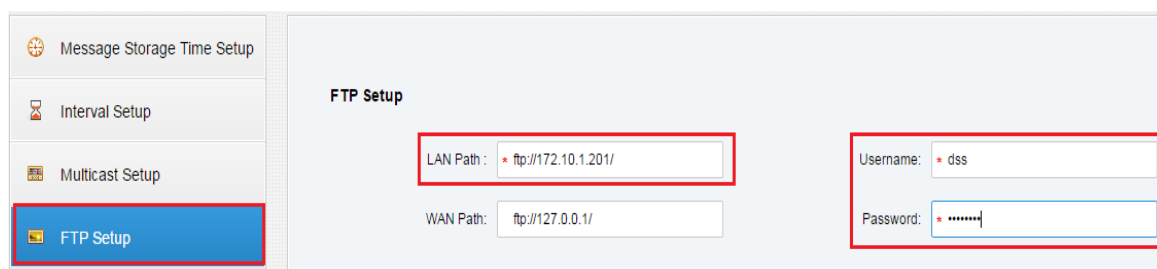 Message Storage Time Setup
Interval Setup
Multicast Setup
FTP Setup
FTP Setup
LAN Path : * ftp://172.10.1.201/
Username: * dss
WAN Path: ftp://127.0.0.1/
Password: * ••••••••